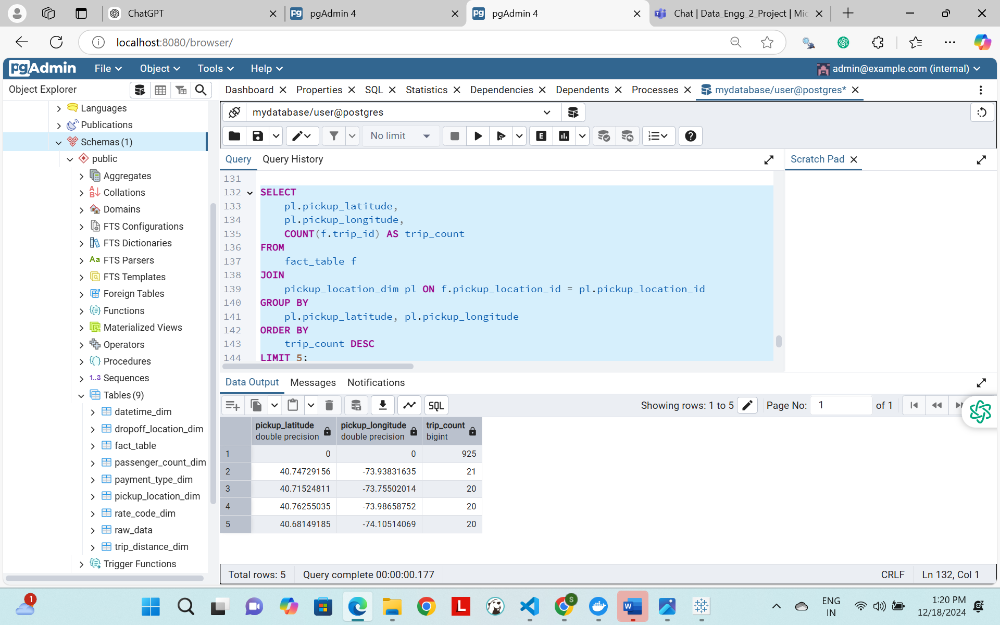 ChatGPT
pgAdmin 4
pgAdmin 4
Chat | Data_Engg_2_Project | Mic
localhost:8080/browser/
pgAdmin File Object Tools Help admin@example.com (internal)
Object Explorer
Dashboard Properties SQL Statistics Dependencies Dependents Processes mydatabase/user@postgres*
Languages
Publications
Schemas (1)
public
Aggregates
Collations
Domains
FTS Configurations
FTS Dictionaries
Aa FTS Parsers
FTS Templates
Foreign Tables
Functions
Materialized Views
Operators
Procedures
1..3 Sequences
Tables (9)
datetime_dim
dropoff_location_dim
fact_table
passenger_count_dim
payment_type_dim
pickup_location_dim
rate_code_dim
raw_data
trip_distance_dim
Trigger Functions
mydatabase/user@postgres
No limit
E
Query Query History
Scratch Pad
131
132 SELECT
133 pl.pickup_latitude,
134 pl.pickup_longitude,
135 COUNT(f.trip_id) AS trip_count
136 FROM
137 fact_table f
138 JOIN
139 pickup_location_dim pl ON f.pickup_location_id = pl.pickup_location_id
140 GROUP BY
141 pl.pickup_latitude, pl.pickup_longitude
142 ORDER BY
143 trip_count DESC
144 LIMIT 5;
Data Output Messages Notifications
SQL Showing rows: 1 to 5 Page No: 1 of 1
pickup_latitude pickup_longitude trip_count
double precision double precision bigint
1 0 0 925
2 40.74729156 -73.93831635 21
3 40.71524811 -73.75502014 20
4 40.76255035 -73.98658752 20
5 40.68149185 -74.10514069 20
Total rows: 5 Query complete 00:00:00.177 CRLF Ln 132, Col 1
1
L
S
W
ENG
IN
1:20 PM
12/18/2024